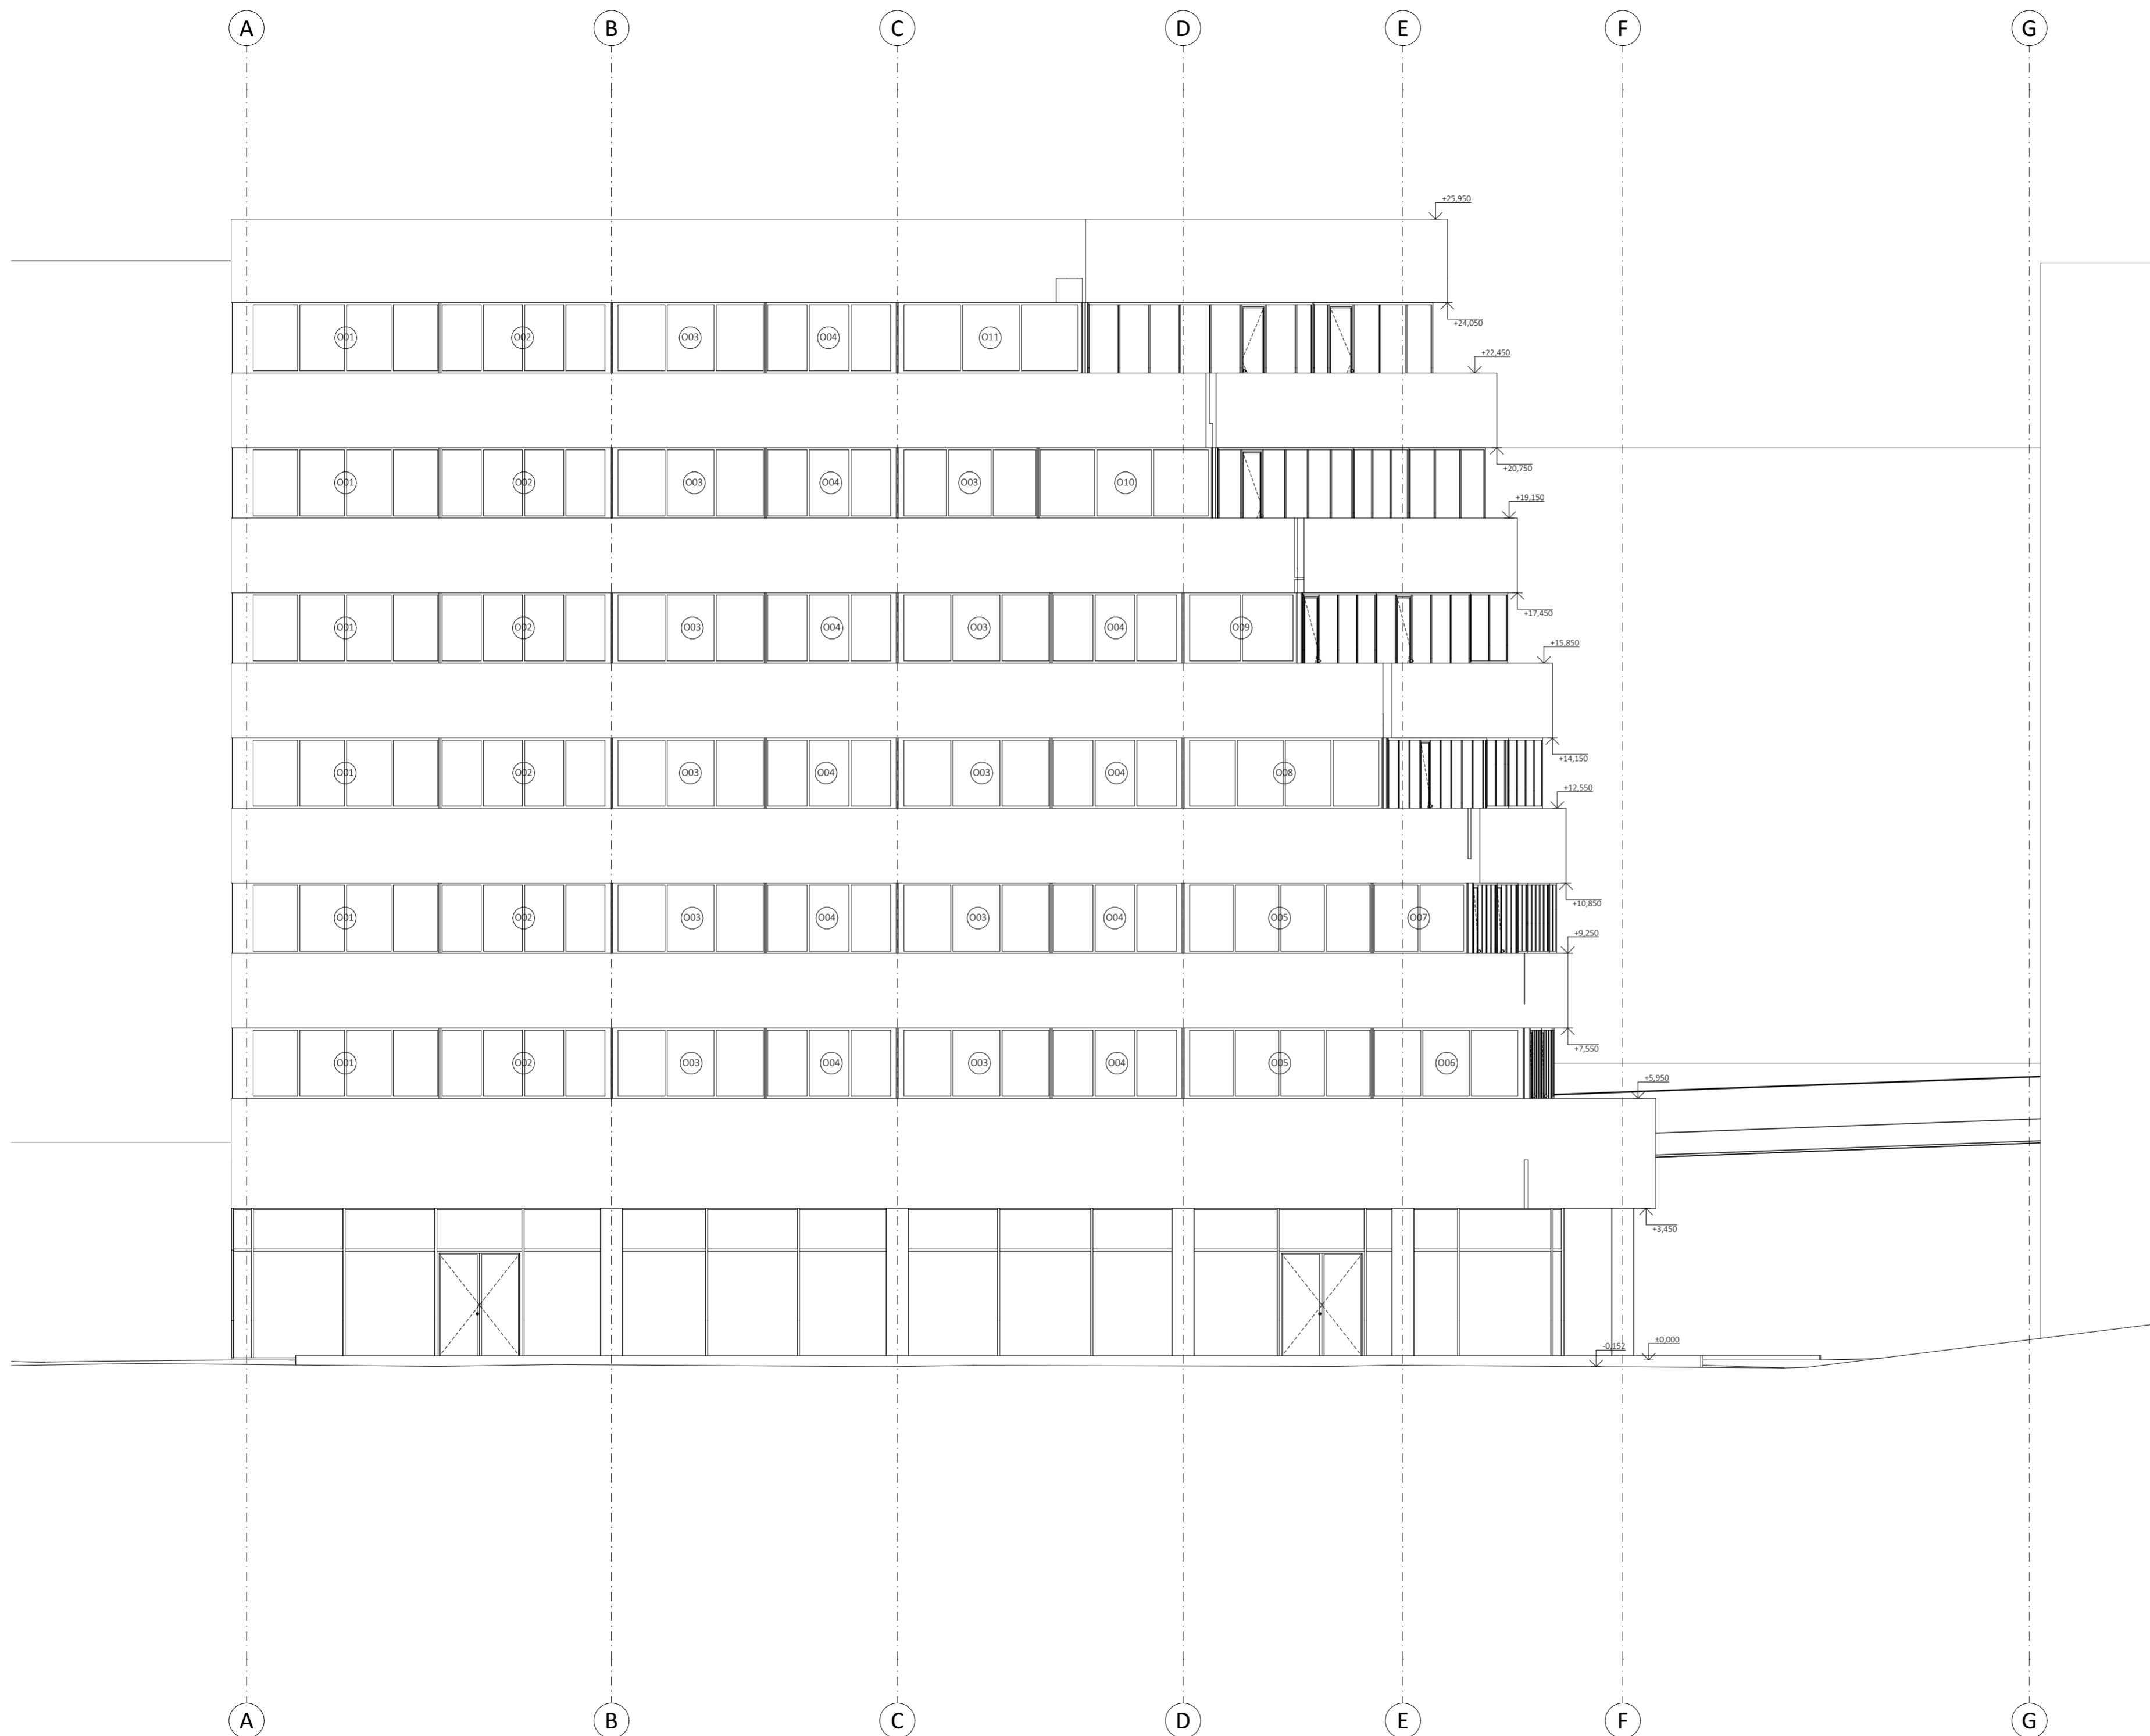 A B C D E F G
+25,950
+24,050
O01 O02 O03 O04 O11
+22,450
+20,750
O01 O02 O03 O04 O03 O10
+19,150
+17,450
O01 O02 O03 O04 O03 O04 O09
+15,850
+14,150
O01 O02 O03 O04 O03 O04 O08
+12,550
+10,850
O01 O02 O03 O04 O03 O04 O05 O07
+9,250
+7,550
O01 O02 O03 O04 O03 O04 O05 O06
+5,950
+3,450
±0,000
-0,152
A B C D E F G